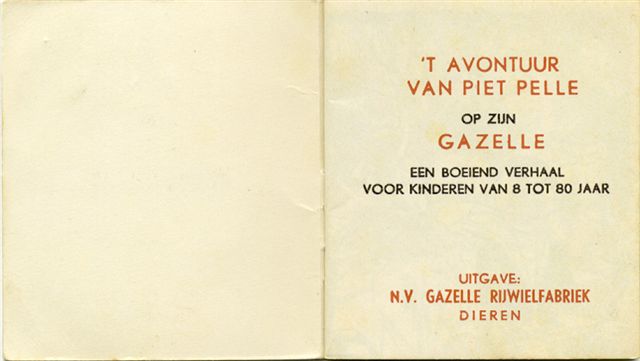 'T AVONTUUR
VAN PIET PELLE
OP ZIJN
GAZELLE
EEN BOEIEND VERHAAL
VOOR KINDEREN VAN 8 TOT 80 JAAR
UITGAVE:
N.V. GAZELLE RIJWIELFABRIEK
DIEREN